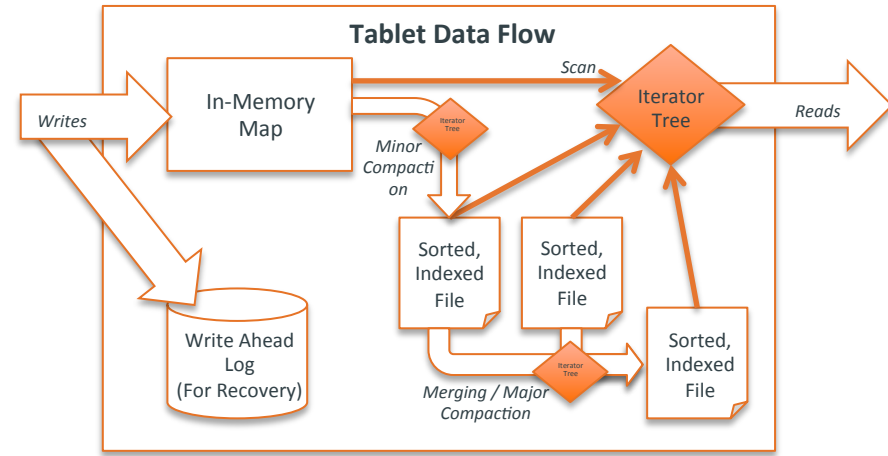 Tablet Data Flow
Writes
In-Memory
Map
Scan
Iterator
Tree
Reads
Iterator
Tree
Minor
Compacti
on
Sorted,
Indexed
File
Sorted,
Indexed
File
Sorted,
Indexed
File
Write Ahead
Log
(For Recovery)
Iterator
Tree
Merging / Major
Compaction